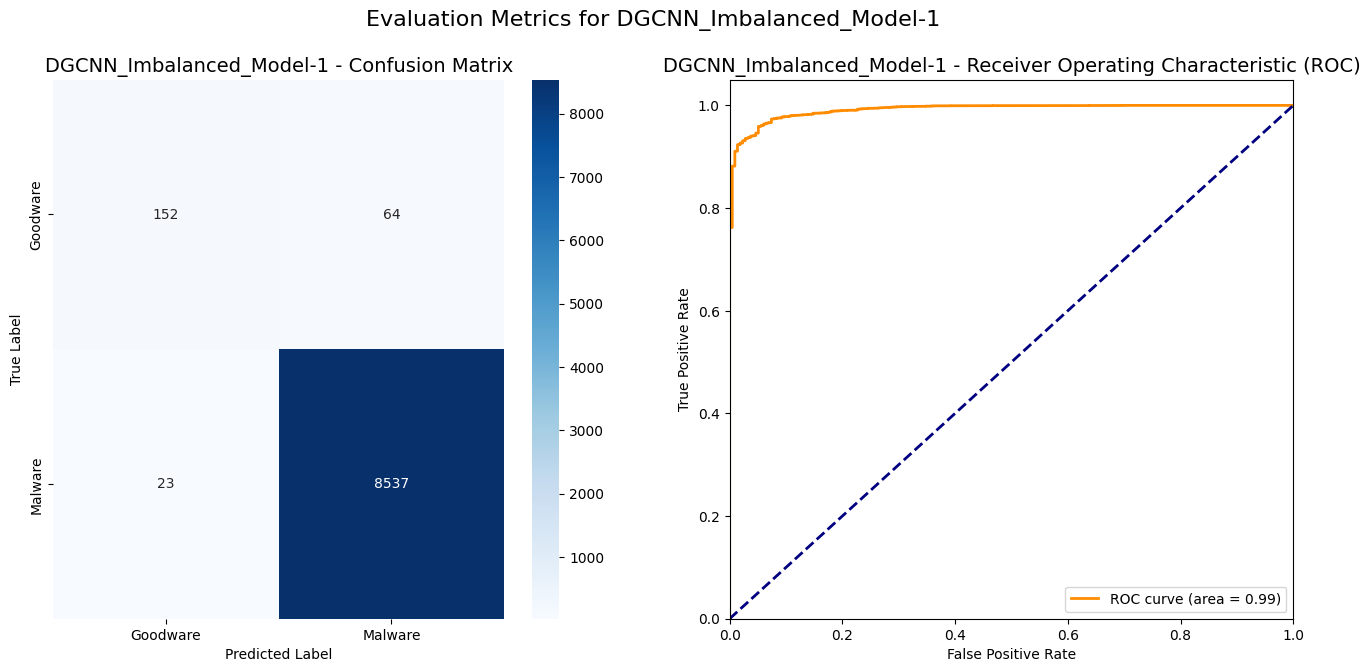 Evaluation Metrics for DGCNN_Imbalanced_Model-1
DGCNN_Imbalanced_Model-1 - Confusion Matrix
True Label
Goodware
Malware
152
64
23
8537
Goodware
Malware
Predicted Label
8000
7000
6000
5000
4000
3000
2000
1000
DGCNN_Imbalanced_Model-1 - Receiver Operating Characteristic (ROC)
True Positive Rate
1.0
0.8
0.6
0.4
0.2
0.0
0.0
0.2
0.4
0.6
0.8
1.0
False Positive Rate
ROC curve (area = 0.99)